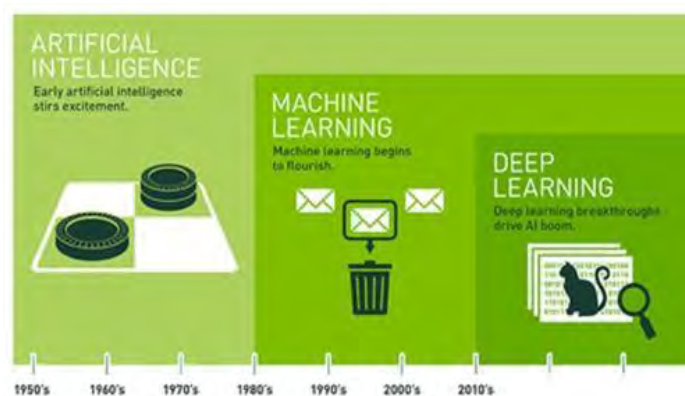 ARTIFICIAL
INTELLIGENCE
Early artificial intelligence
stirs excitement.
MACHINE
LEARNING
Machine learning begins
to flourish.
DEEP
LEARNING
Deep learning breakthroughs
drive AI boom.
1950's 1960's 1970's 1980's 1990's 2000's 2010's